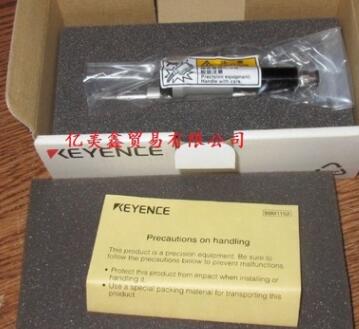 Precision equipment.
Handle with care.
亿美鑫贸易有限公司
KEYENCE
KEYENCE
Precautions on handling
This product is a precision equipment. Be sure to
follow the precautions below to prevent malfunctions.
• Protect this product from impact when installing or
handling it.
• Use a special packing material for transporting this
product.